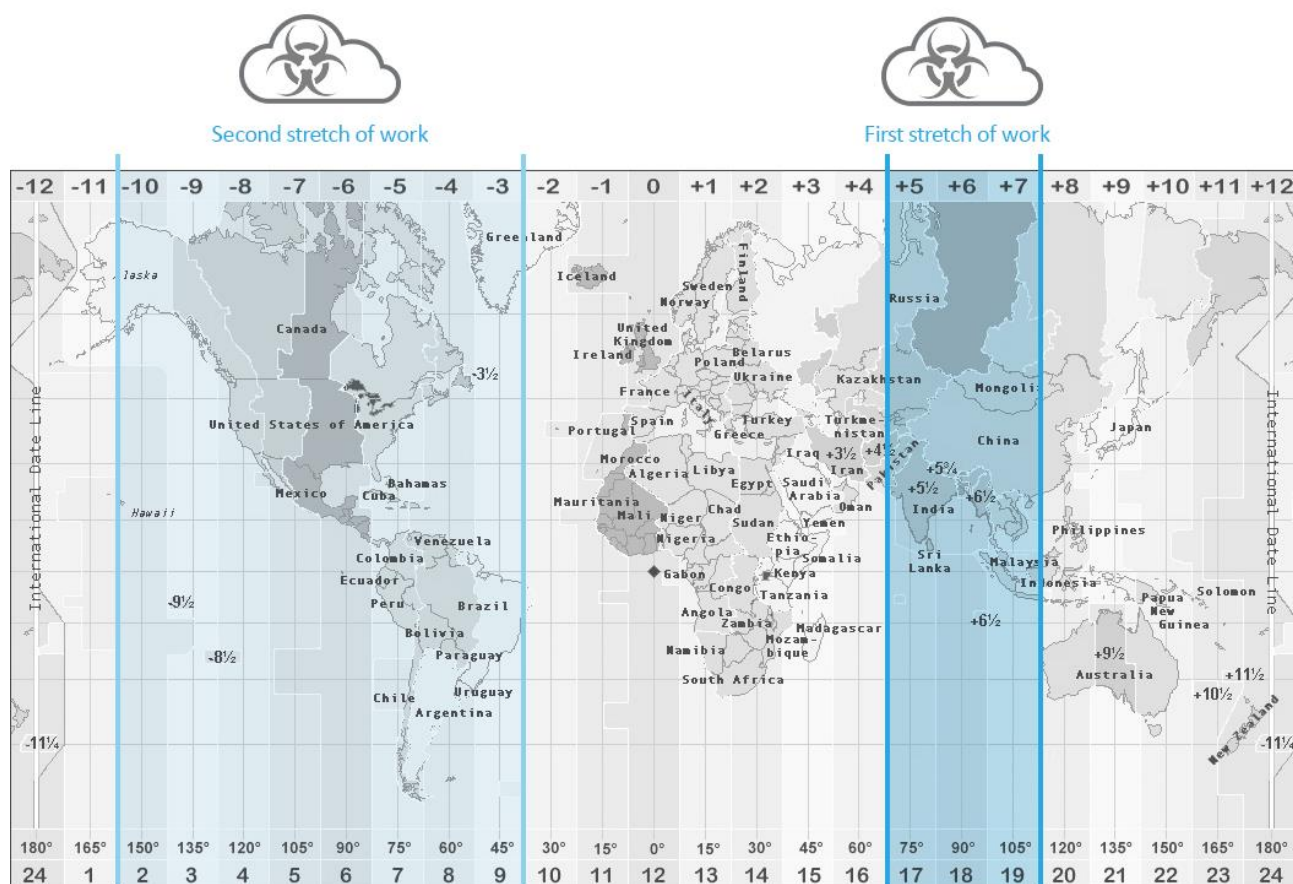 Second stretch of work
First stretch of work
-12 -11 -10 -9 -8 -7 -6 -5 -4 -3 -2 -1 0 +1 +2 +3 +4 +5 +6 +7 +8 +9 +10 +11 +12
Greenland
laska
Iceland
Finland
Sweden
Norway
Russia
Canada
United
Kingdom
Ireland
Belarus
Poland
Ukraine
-3½
Kazakhstan
Mongoli
France
Italy
United States of America
Spain
Portugal
Turkey
Greece
Turkme-
nistan
Japan
China
Morocco
Iraq
+3½
+4½
Iran
Pakistan
Algeria
Libya
Egypt
Saudi
Arabia
+5¾
+5½
+6½
India
Mexico
Bahamas
Cuba
Hawaii
Mauritania
Mali
Niger
Chad
Sudan
Oman
Yemen
Nigeria
Ethio-
pia
Somalia
Philippines
Venezuela
Colombia
Sri
Lanka
Malaysia
Indonesia
Ecuador
Gabon
Kenya
Congo
Tanzania
-9½
Peru
Brazil
Papua
New
Guinea
Solomon
Angola
Zambia
+6½
Madagascar
Mozam-
bique
Bolivia
-8½
Paraguay
Namibia
+9½
Australia
South Africa
Chile
Uruguay
Argentina
+11½
+10½
New Zealand
-11¼
-11¼
International Date Line
International Date Line
180° 165° 150° 135° 120° 105° 90° 75° 60° 45° 30° 15° 0° 15° 30° 45° 60° 75° 90° 105° 120° 135° 150° 165° 180°
24 1 2 3 4 5 6 7 8 9 10 11 12 13 14 15 16 17 18 19 20 21 22 23 24